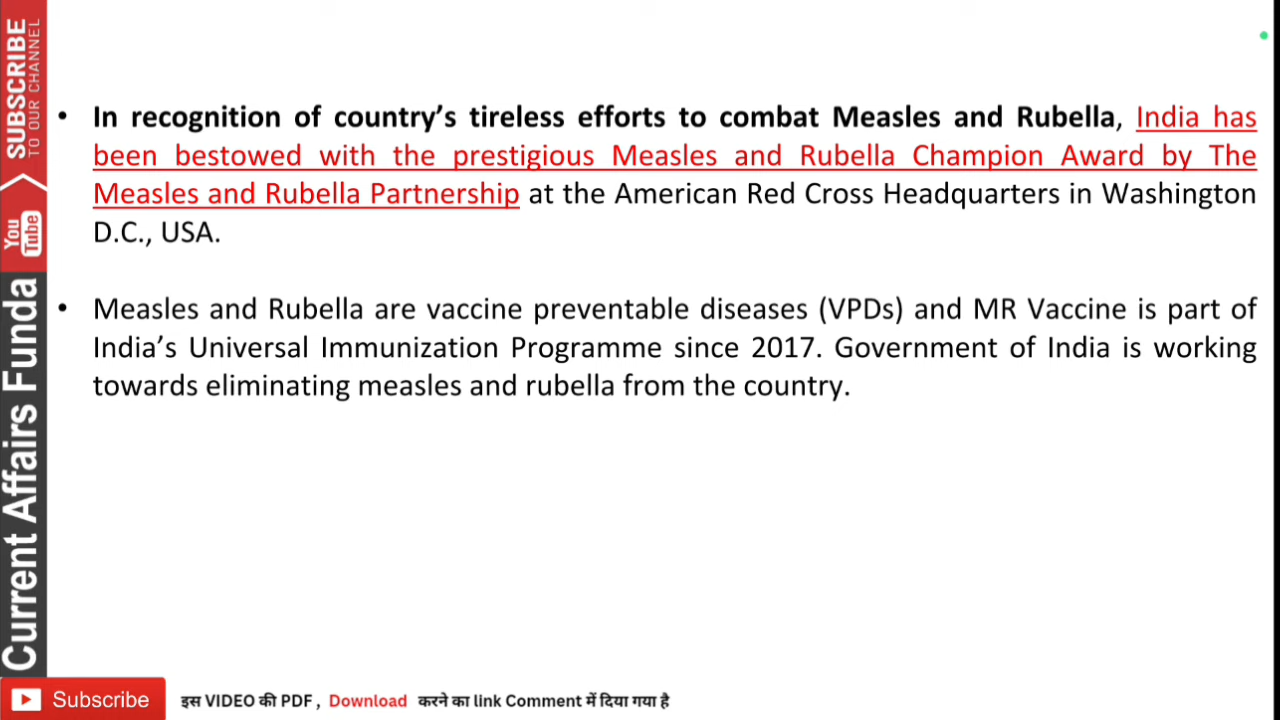 SUBSCRIBE
TO OUR CHANNEL
You
Tube
Current Affairs Funda
• In recognition of country’s tireless efforts to combat Measles and Rubella, India has
been bestowed with the prestigious Measles and Rubella Champion Award by The
Measles and Rubella Partnership at the American Red Cross Headquarters in Washington
D.C., USA.
• Measles and Rubella are vaccine preventable diseases (VPDs) and MR Vaccine is part of
India’s Universal Immunization Programme since 2017. Government of India is working
towards eliminating measles and rubella from the country.
Subscribe
इस VIDEO की PDF , Download करने का link Comment में दिया गया है